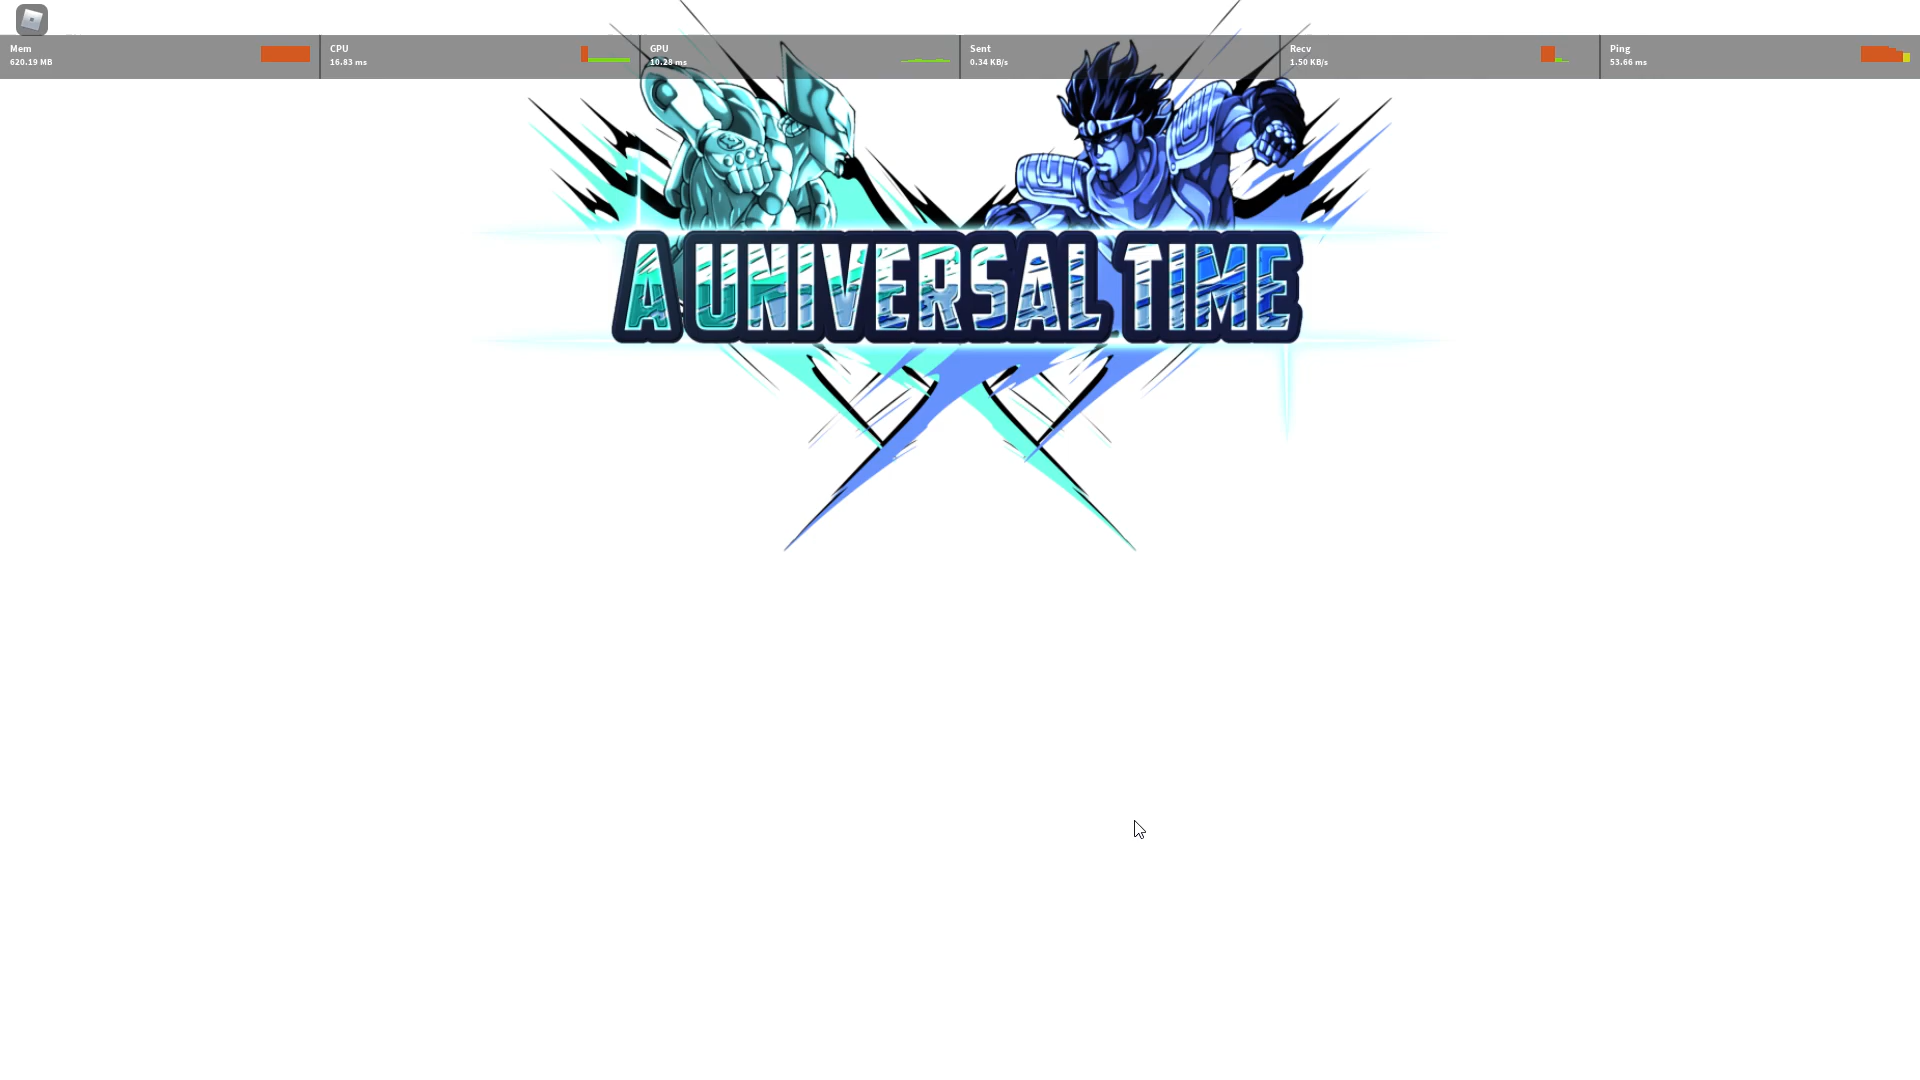 Mem
620.19 MB
CPU
16.83 ms
GPU
10.28 ms
Sent
0.34 KB/s
Recv
1.50 KB/s
Ping
53.66 ms
A UNIVERSAL TIME